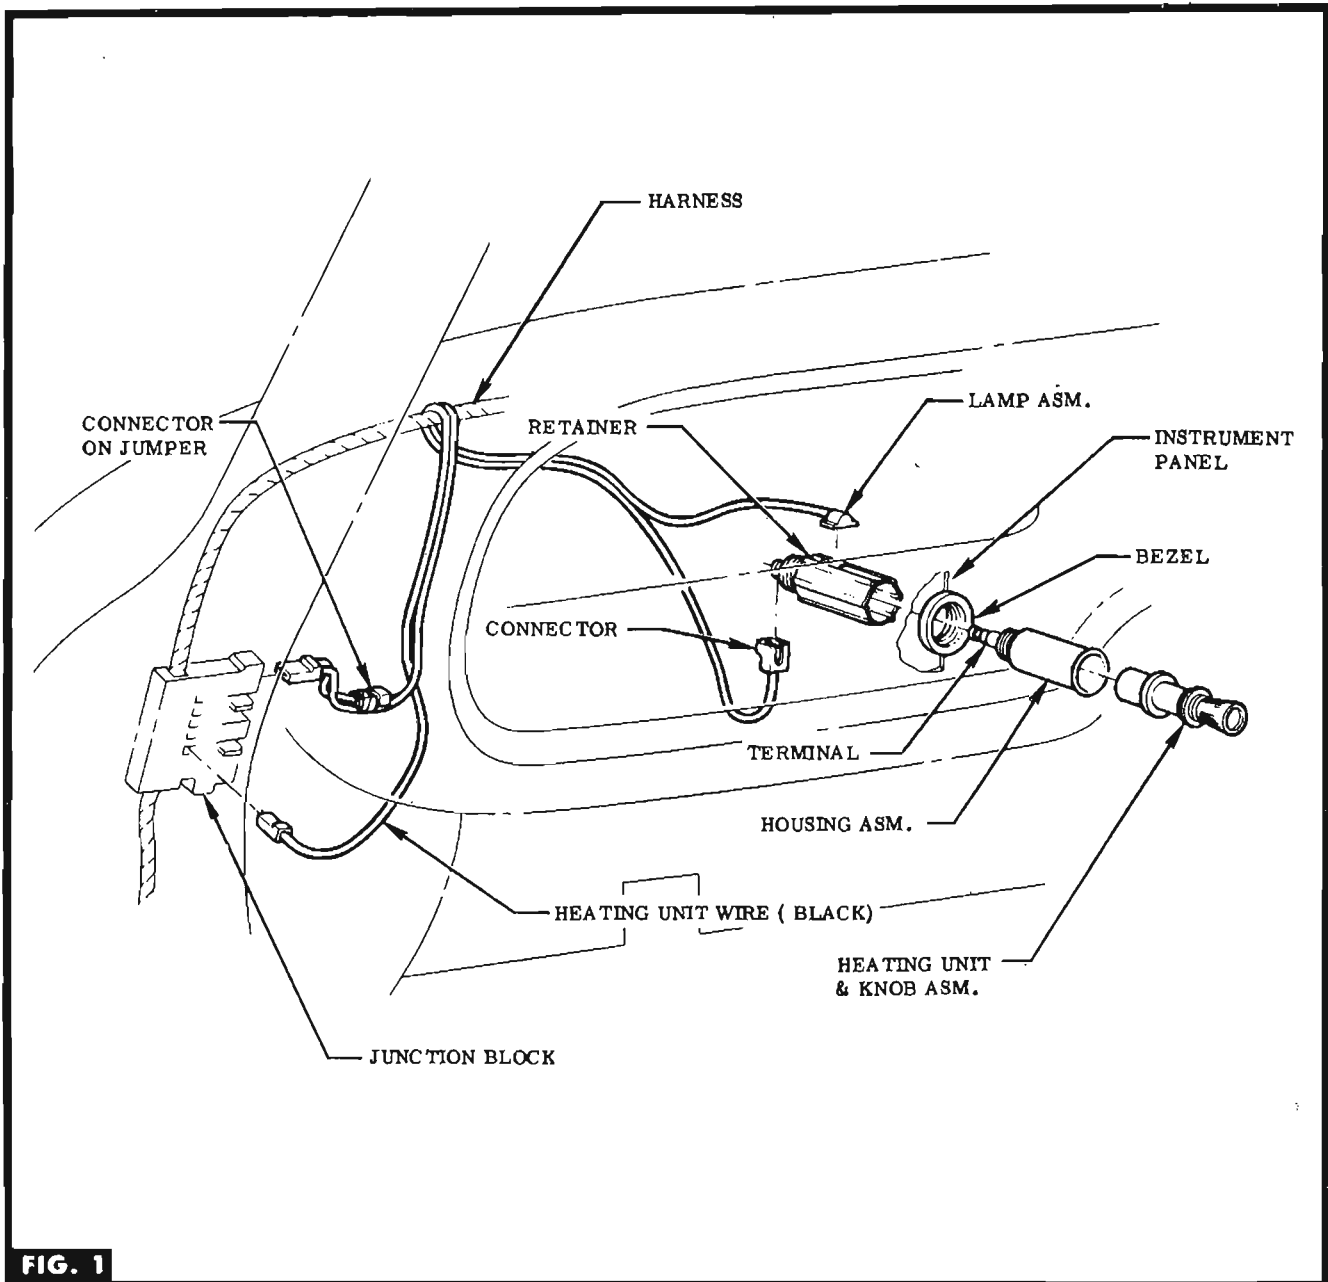 HARNESS
LAMP ASM.
CONNECTOR
ON JUMPER
RETAINER
INSTRUMENT
PANEL
BEZEL
CONNECTOR
TERMINAL
HOUSING ASM.
HEATING UNIT WIRE ( BLACK)
HEATING UNIT
& KNOB ASM.
JUNCTION BLOCK
FIG. 1